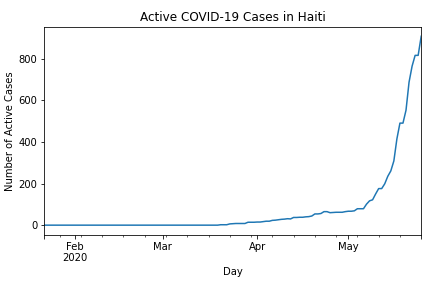 Active COVID-19 Cases in Haiti
Number of Active Cases
800
600
400
200
0
Feb
2020
Mar
Apr
May
Day